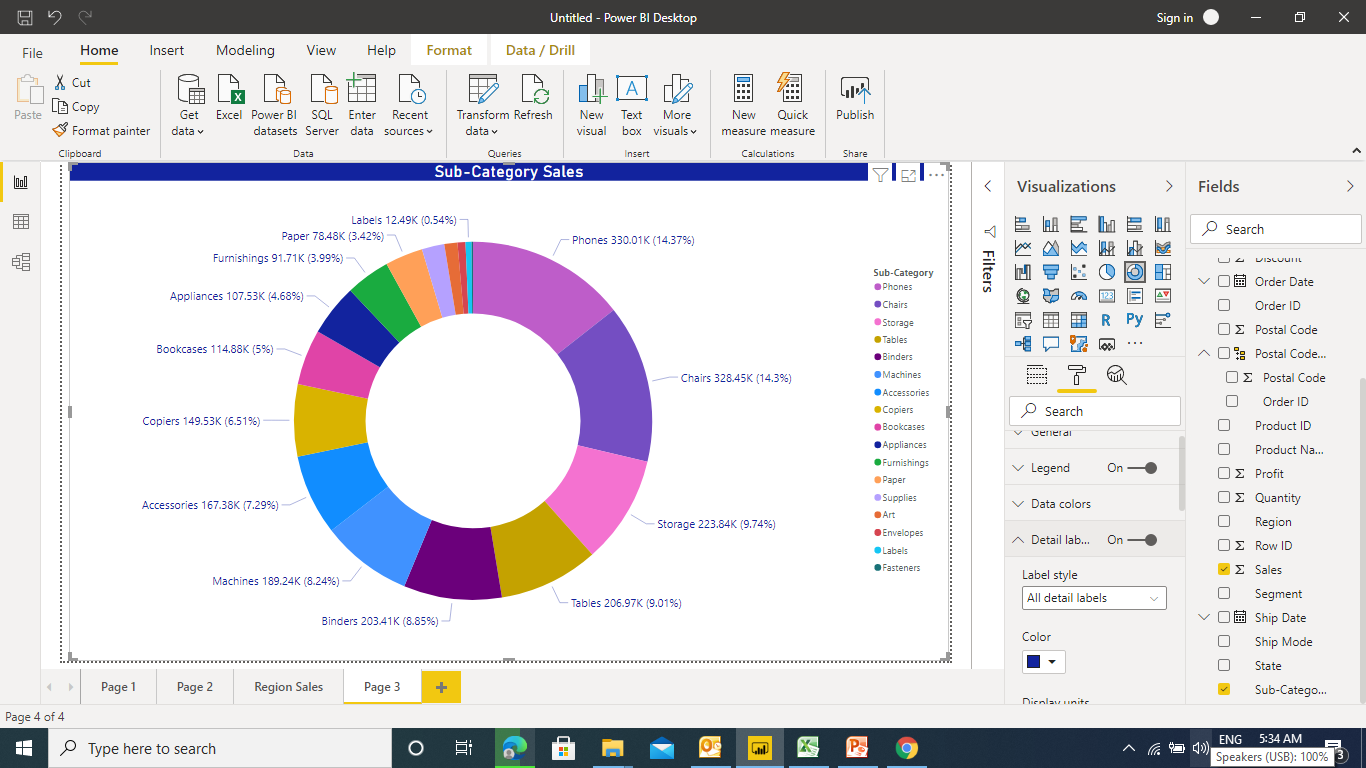 Untitled - Power BI Desktop
Sign in
File Home Insert Modeling View Help Format Data / Drill
Paste
Cut
Copy
Format painter
Get data
Excel
Power BI datasets
SQL Server
Enter data
Recent sources
Transform data
Refresh
New visual
Text box
More visuals
New measure
Quick measure
Publish
Clipboard Data Queries Insert Calculations Share
Sub-Category Sales
Labels 12.49K (0.54%)
Paper 78.48K (3.42%)
Furnishings 91.71K (3.99%)
Appliances 107.53K (4.68%)
Bookcases 114.88K (5%)
Copiers 149.53K (6.51%)
Accessories 167.38K (7.29%)
Machines 189.24K (8.24%)
Binders 203.41K (8.85%)
Phones 330.01K (14.37%)
Chairs 328.45K (14.3%)
Storage 223.84K (9.74%)
Tables 206.97K (9.01%)
Sub-Category
Phones
Chairs
Storage
Tables
Binders
Machines
Accessories
Copiers
Bookcases
Appliances
Furnishings
Paper
Supplies
Art
Envelopes
Labels
Fasteners
Filters
Visualizations
123
R
Py
Search
General
Legend On
Data colors
Detail lab... On
Label style
All detail labels
Color
Display units
Fields
Search
Discount
Order Date
Order ID
Postal Code
Postal Code...
Postal Code
Order ID
Product ID
Product Na...
Profit
Quantity
Region
Row ID
Sales
Segment
Ship Date
Ship Mode
State
Sub-Catego...
Page 1 Page 2 Region Sales Page 3
Page 4 of 4
Type here to search
ENG 5:34 AM
Speakers (USB): 100%
3